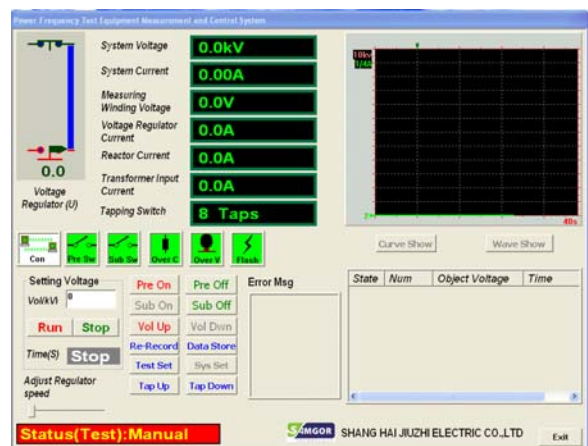 Power Frequency Test Equipment Measurement and Control System
System Voltage 0.0kV
System Current 0.00A
Measuring
Winding Voltage 0.0V
Voltage Regulator
Current 0.0A
Reactor Current 0.0A
Transformer Input
Current 0.0A
Tapping Switch 8 Taps
0.0
Voltage
Regulator (U)
10kv
1/4A
40s
Curve Show Wave Show
Con Pre Sw Sub Sw Over C Over V Flash
Setting Voltage
Vol(kV) 0
Run Stop
Time(S) Stop
Adjust Regulator
speed
Pre On Pre Off
Sub On Sub Off
Vol Up Vol Dwn
Re-Record Data Store
Test Set Sys Set
Tap Up Tap Down
Error Msg
State Num Object Voltage Time
Status(Test):Manual
SAMGOR SHANG HAI JIUZHI ELECTRIC CO.,LTD Exit